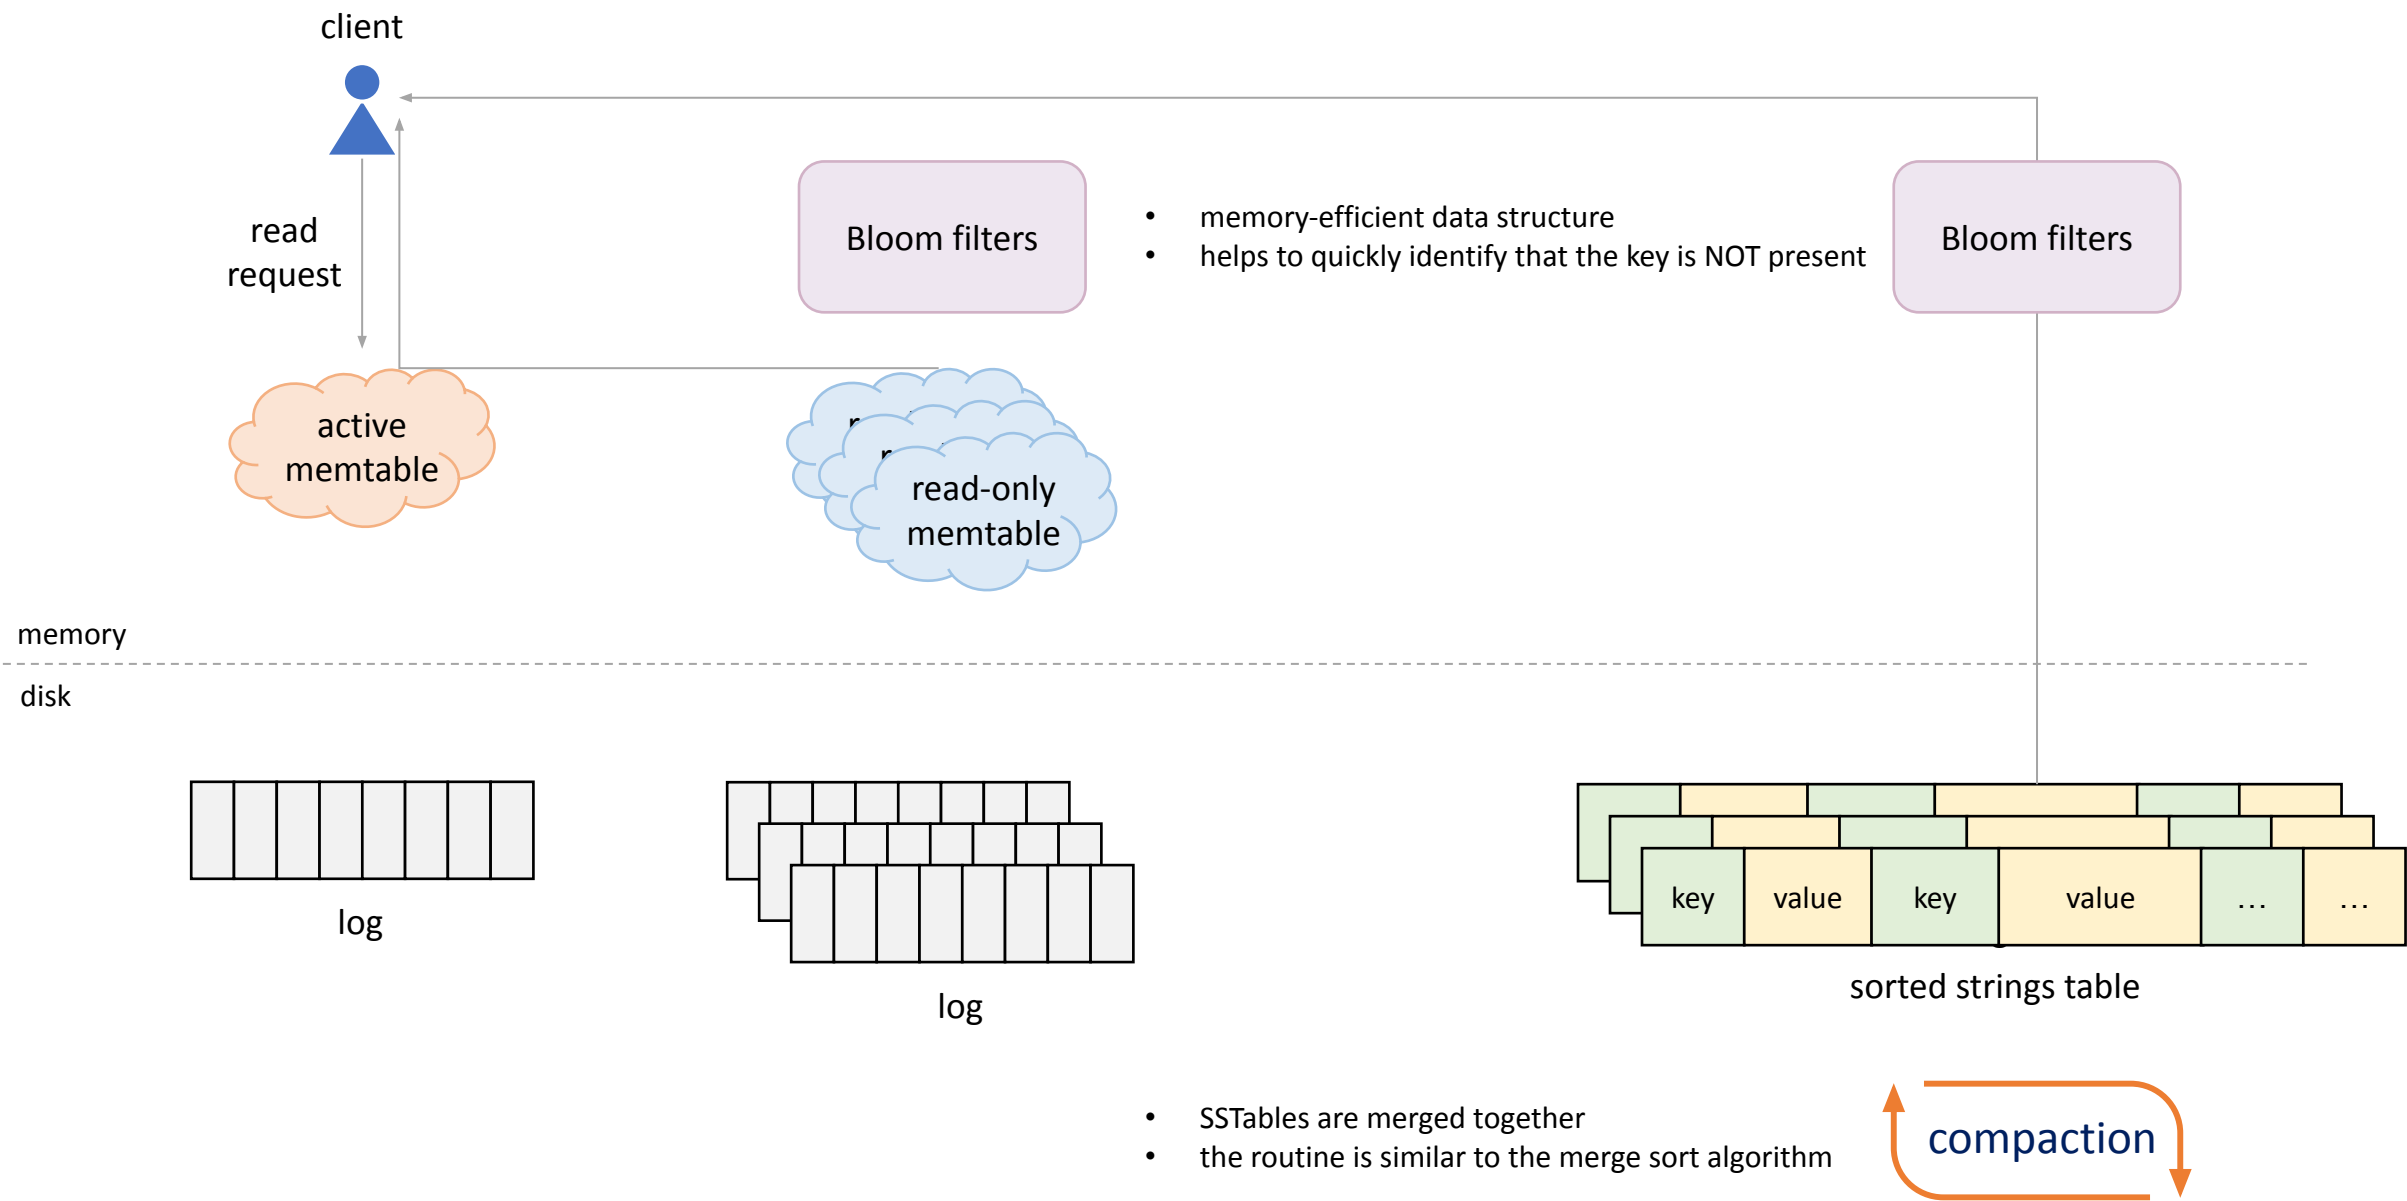 client
read
request
Bloom filters
• memory-efficient data structure
• helps to quickly identify that the key is NOT present
Bloom filters
active
memtable
read-only
memtable
memory
disk
log
log
key value key value … …
sorted strings table
• SSTables are merged together
• the routine is similar to the merge sort algorithm
compaction